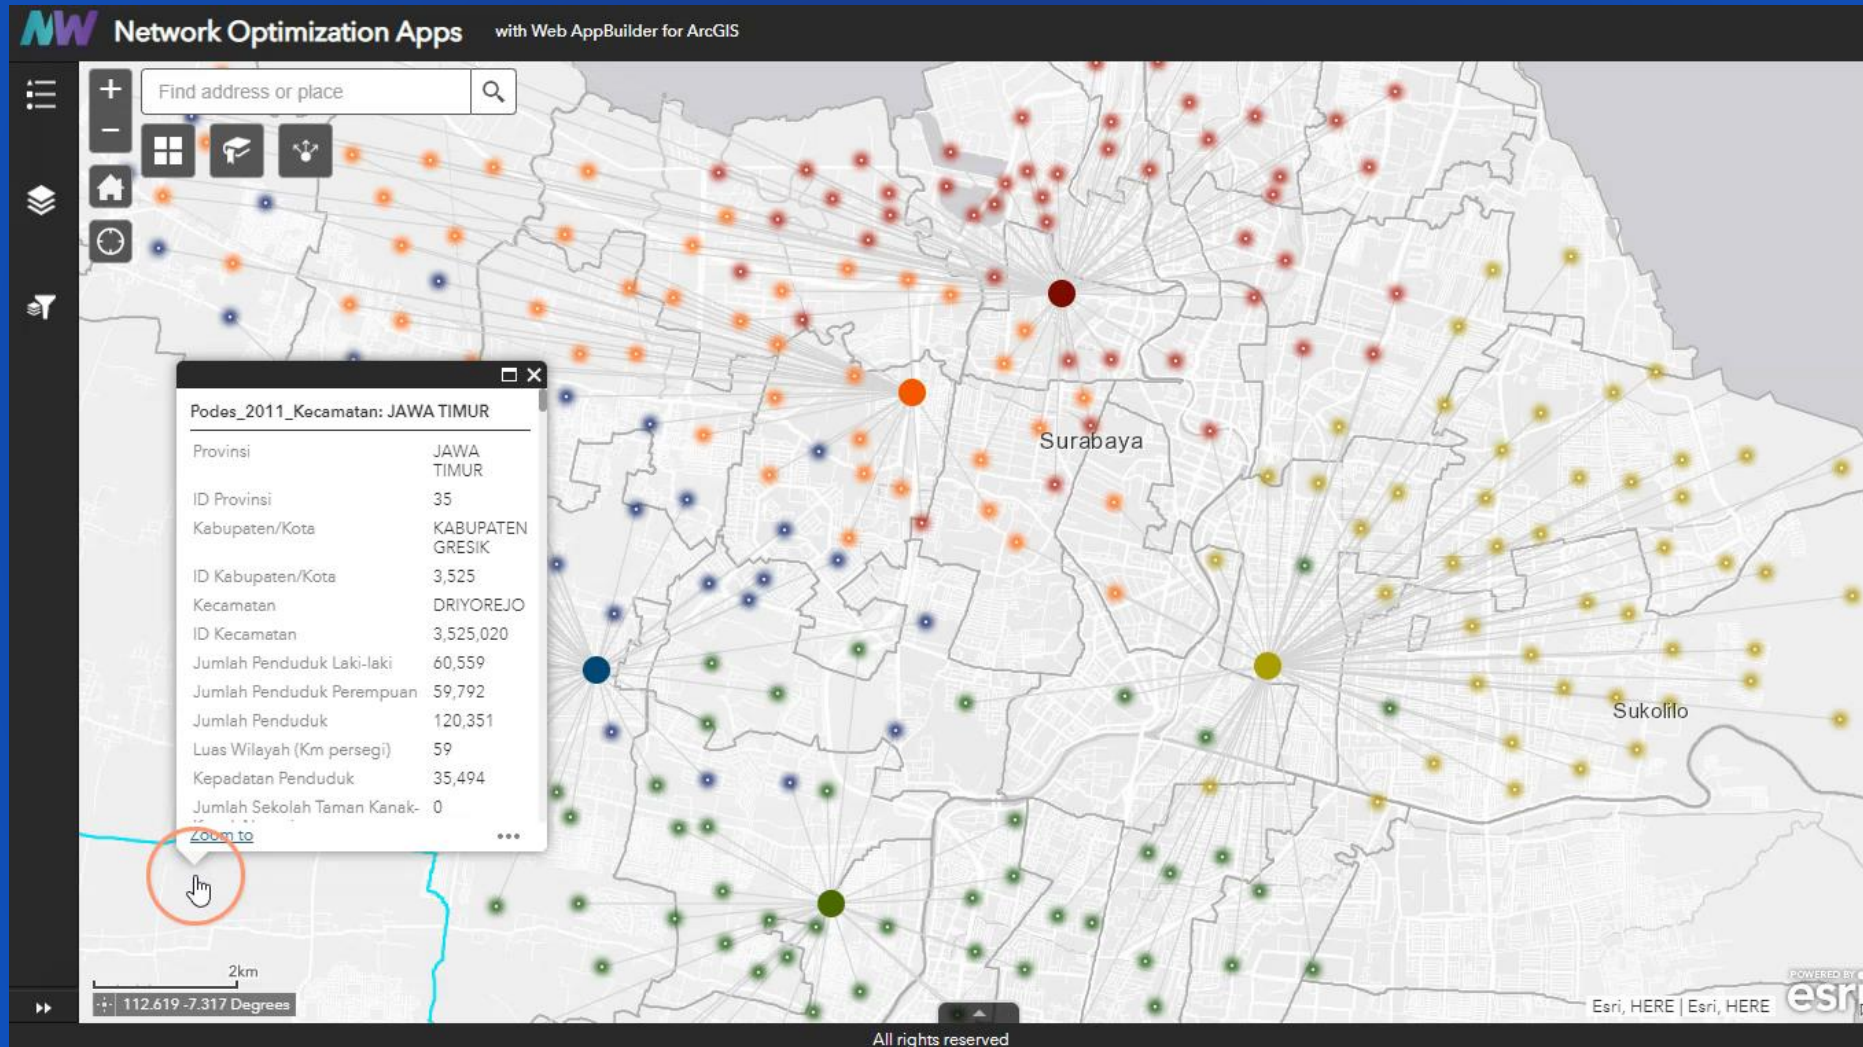 NW Network Optimization Apps with Web AppBuilder for ArcGIS
Find address or place
Surabaya
Sukolilo
Podes_2011_Kecamatan: JAWA TIMUR
Provinsi JAWA
TIMUR
ID Provinsi 35
Kabupaten/Kota KABUPATEN
GRESIK
ID Kabupaten/Kota 3,525
Kecamatan DRIYOREJO
ID Kecamatan 3,525,020
Jumlah Penduduk Laki-laki 60,559
Jumlah Penduduk Perempuan 59,792
Jumlah Penduduk 120,351
Luas Wilayah (Km persegi) 59
Kepadatan Penduduk 35,494
Jumlah Sekolah Taman Kanak- 0
Zoom to
2km
112.619 -7.317 Degrees
POWERED BY
esri
Esri, HERE | Esri, HERE
All rights reserved